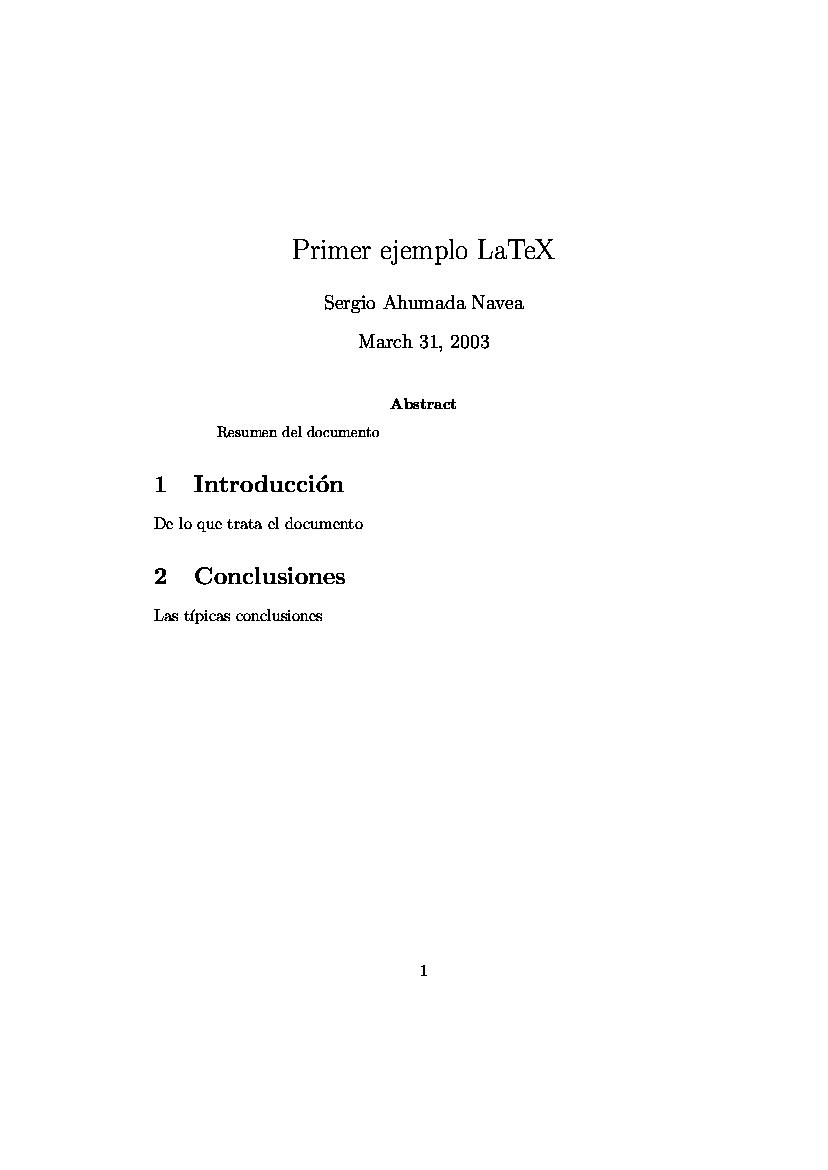 Primer ejemplo LaTeX
Sergio Ahumada Navea
March 31, 2003
Abstract
Resumen del documento
1 Introducción
De lo que trata el documento
2 Conclusiones
Las típicas conclusiones
1